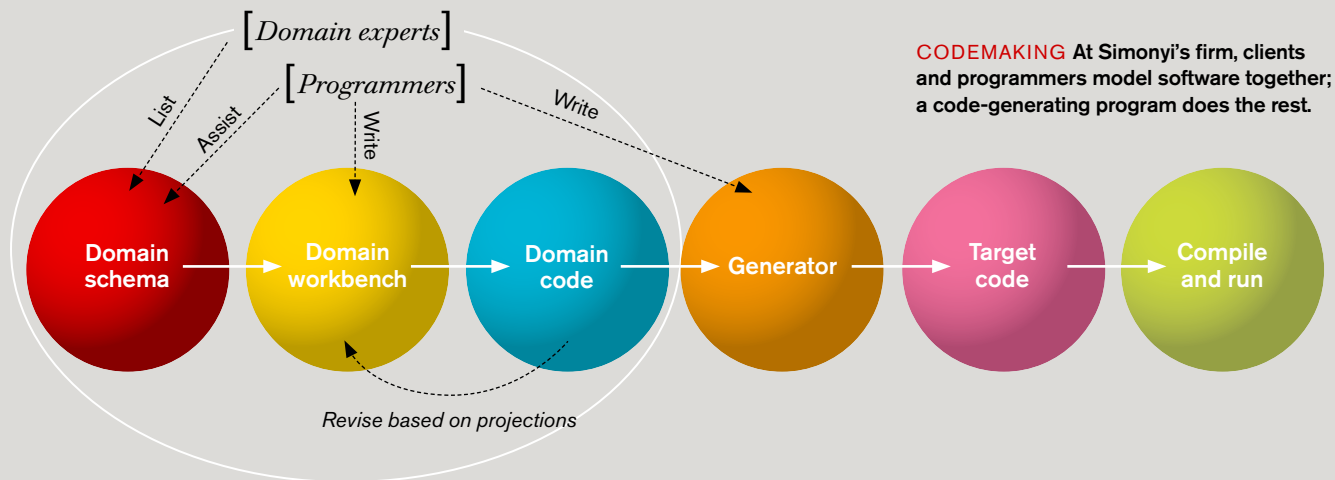 [Domain experts]
[Programmers]
CODEMAKING At Simonyi’s firm, clients
and programmers model software together;
a code-generating program does the rest.
List
Assist
Write
Write
Domain
schema
Domain
workbench
Domain
code
Generator
Target
code
Compile
and run
Revise based on projections